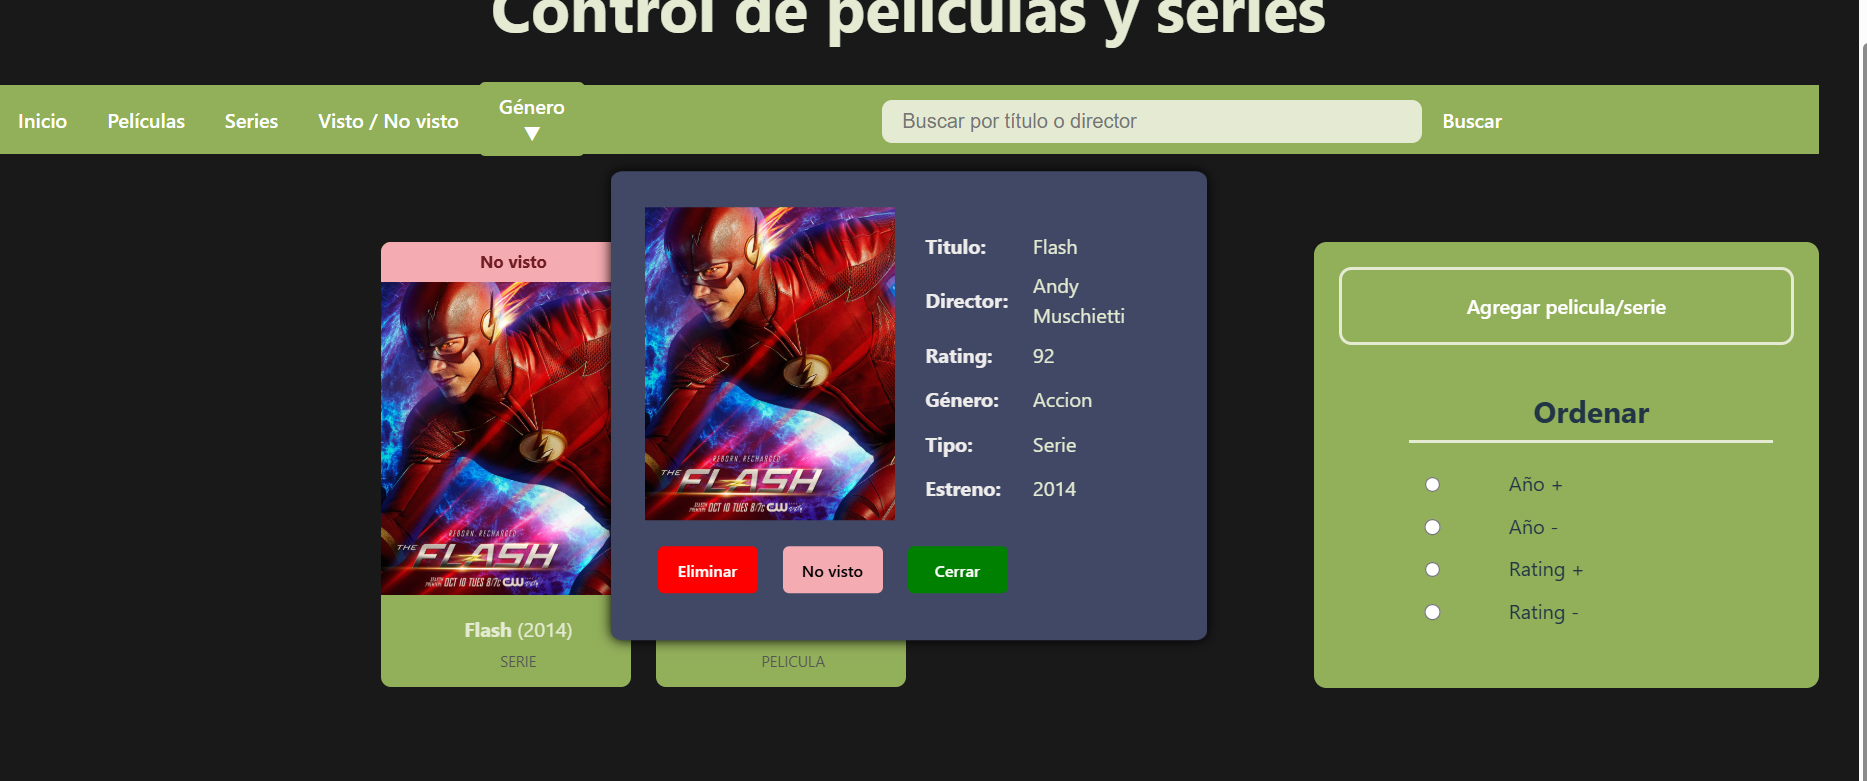 Control de películas y series
Inicio
Películas
Series
Visto / No visto
Género
▼
Buscar por título o director
Buscar
No visto
REBORN. RECHARGED
THE FLASH
OCT 10 TUES 8/7c CW
Flash (2014)
SERIE
PELICULA
REBORN. RECHARGED
THE FLASH
SEASON PREMIERE OCT 10 TUES 8/7c CW
Titulo: Flash
Director: Andy
Muschietti
Rating: 92
Género: Accion
Tipo: Serie
Estreno: 2014
Eliminar
No visto
Cerrar
Agregar pelicula/serie
Ordenar
Año +
Año -
Rating +
Rating -